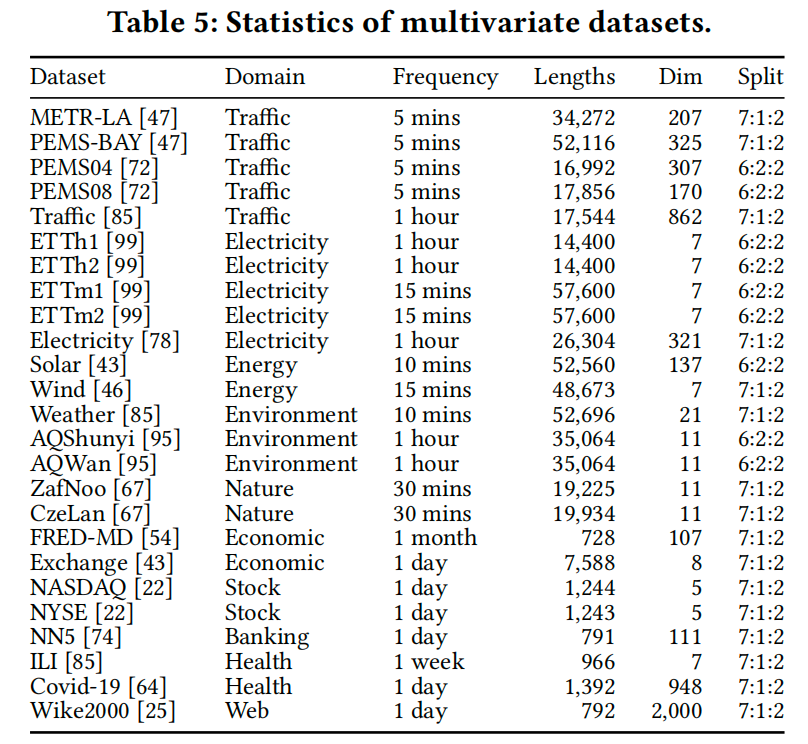 Table 5: Statistics of multivariate datasets.
Dataset Domain Frequency Lengths Dim Split
METR-LA [47] Traffic 5 mins 34,272 207 7:1:2
PEMS-BAY [47] Traffic 5 mins 52,116 325 7:1:2
PEMS04 [72] Traffic 5 mins 16,992 307 6:2:2
PEMS08 [72] Traffic 5 mins 17,856 170 6:2:2
Traffic [85] Traffic 1 hour 17,544 862 7:1:2
ETTh1 [99] Electricity 1 hour 14,400 7 6:2:2
ETTh2 [99] Electricity 1 hour 14,400 7 6:2:2
ETTm1 [99] Electricity 15 mins 57,600 7 6:2:2
ETTm2 [99] Electricity 15 mins 57,600 7 6:2:2
Electricity [78] Electricity 1 hour 26,304 321 7:1:2
Solar [43] Energy 10 mins 52,560 137 6:2:2
Wind [46] Energy 15 mins 48,673 7 7:1:2
Weather [85] Environment 10 mins 52,696 21 7:1:2
AQShunyi [95] Environment 1 hour 35,064 11 6:2:2
AQWan [95] Environment 1 hour 35,064 11 6:2:2
ZafNoo [67] Nature 30 mins 19,225 11 7:1:2
CzeLan [67] Nature 30 mins 19,934 11 7:1:2
FRED-MD [54] Economic 1 month 728 107 7:1:2
Exchange [43] Economic 1 day 7,588 8 7:1:2
NASDAQ [22] Stock 1 day 1,244 5 7:1:2
NYSE [22] Stock 1 day 1,243 5 7:1:2
NN5 [74] Banking 1 day 791 111 7:1:2
ILI [85] Health 1 week 966 7 7:1:2
Covid-19 [64] Health 1 day 1,392 948 7:1:2
Wike2000 [25] Web 1 day 792 2,000 7:1:2